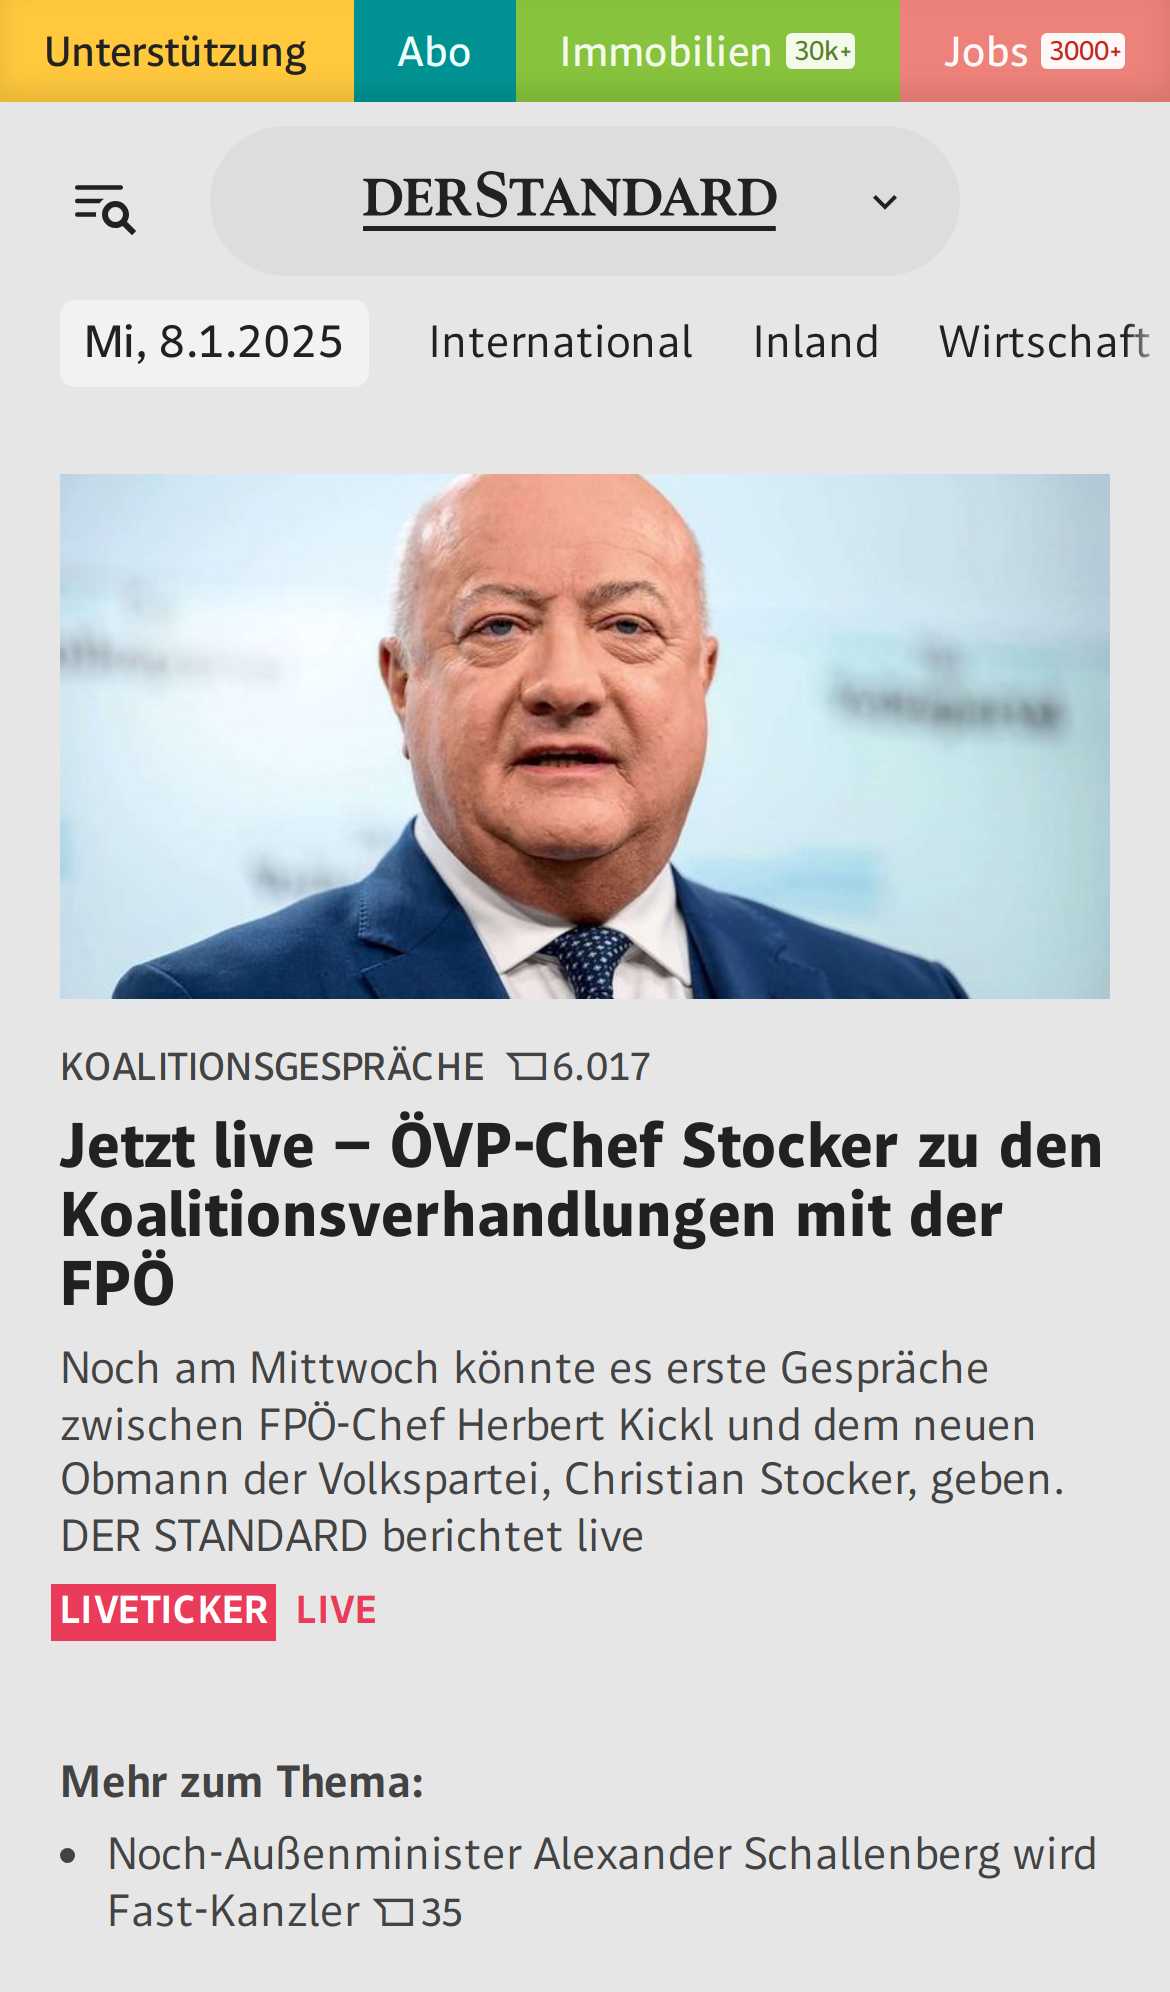 Unterstützung Abo Immobilien 30k+ Jobs 3000+
DERSTANDARD
Mi, 8.1.2025 International Inland Wirtschaft
KOALITIONSGESPRÄCHE 6.017
Jetzt live – ÖVP-Chef Stocker zu den
Koalitionsverhandlungen mit der
FPÖ
Noch am Mittwoch könnte es erste Gespräche
zwischen FPÖ-Chef Herbert Kickl und dem neuen
Obmann der Volkspartei, Christian Stocker, geben.
DER STANDARD berichtet live
LIVETICKER LIVE
Mehr zum Thema:
• Noch-Außenminister Alexander Schallenberg wird
Fast-Kanzler 35